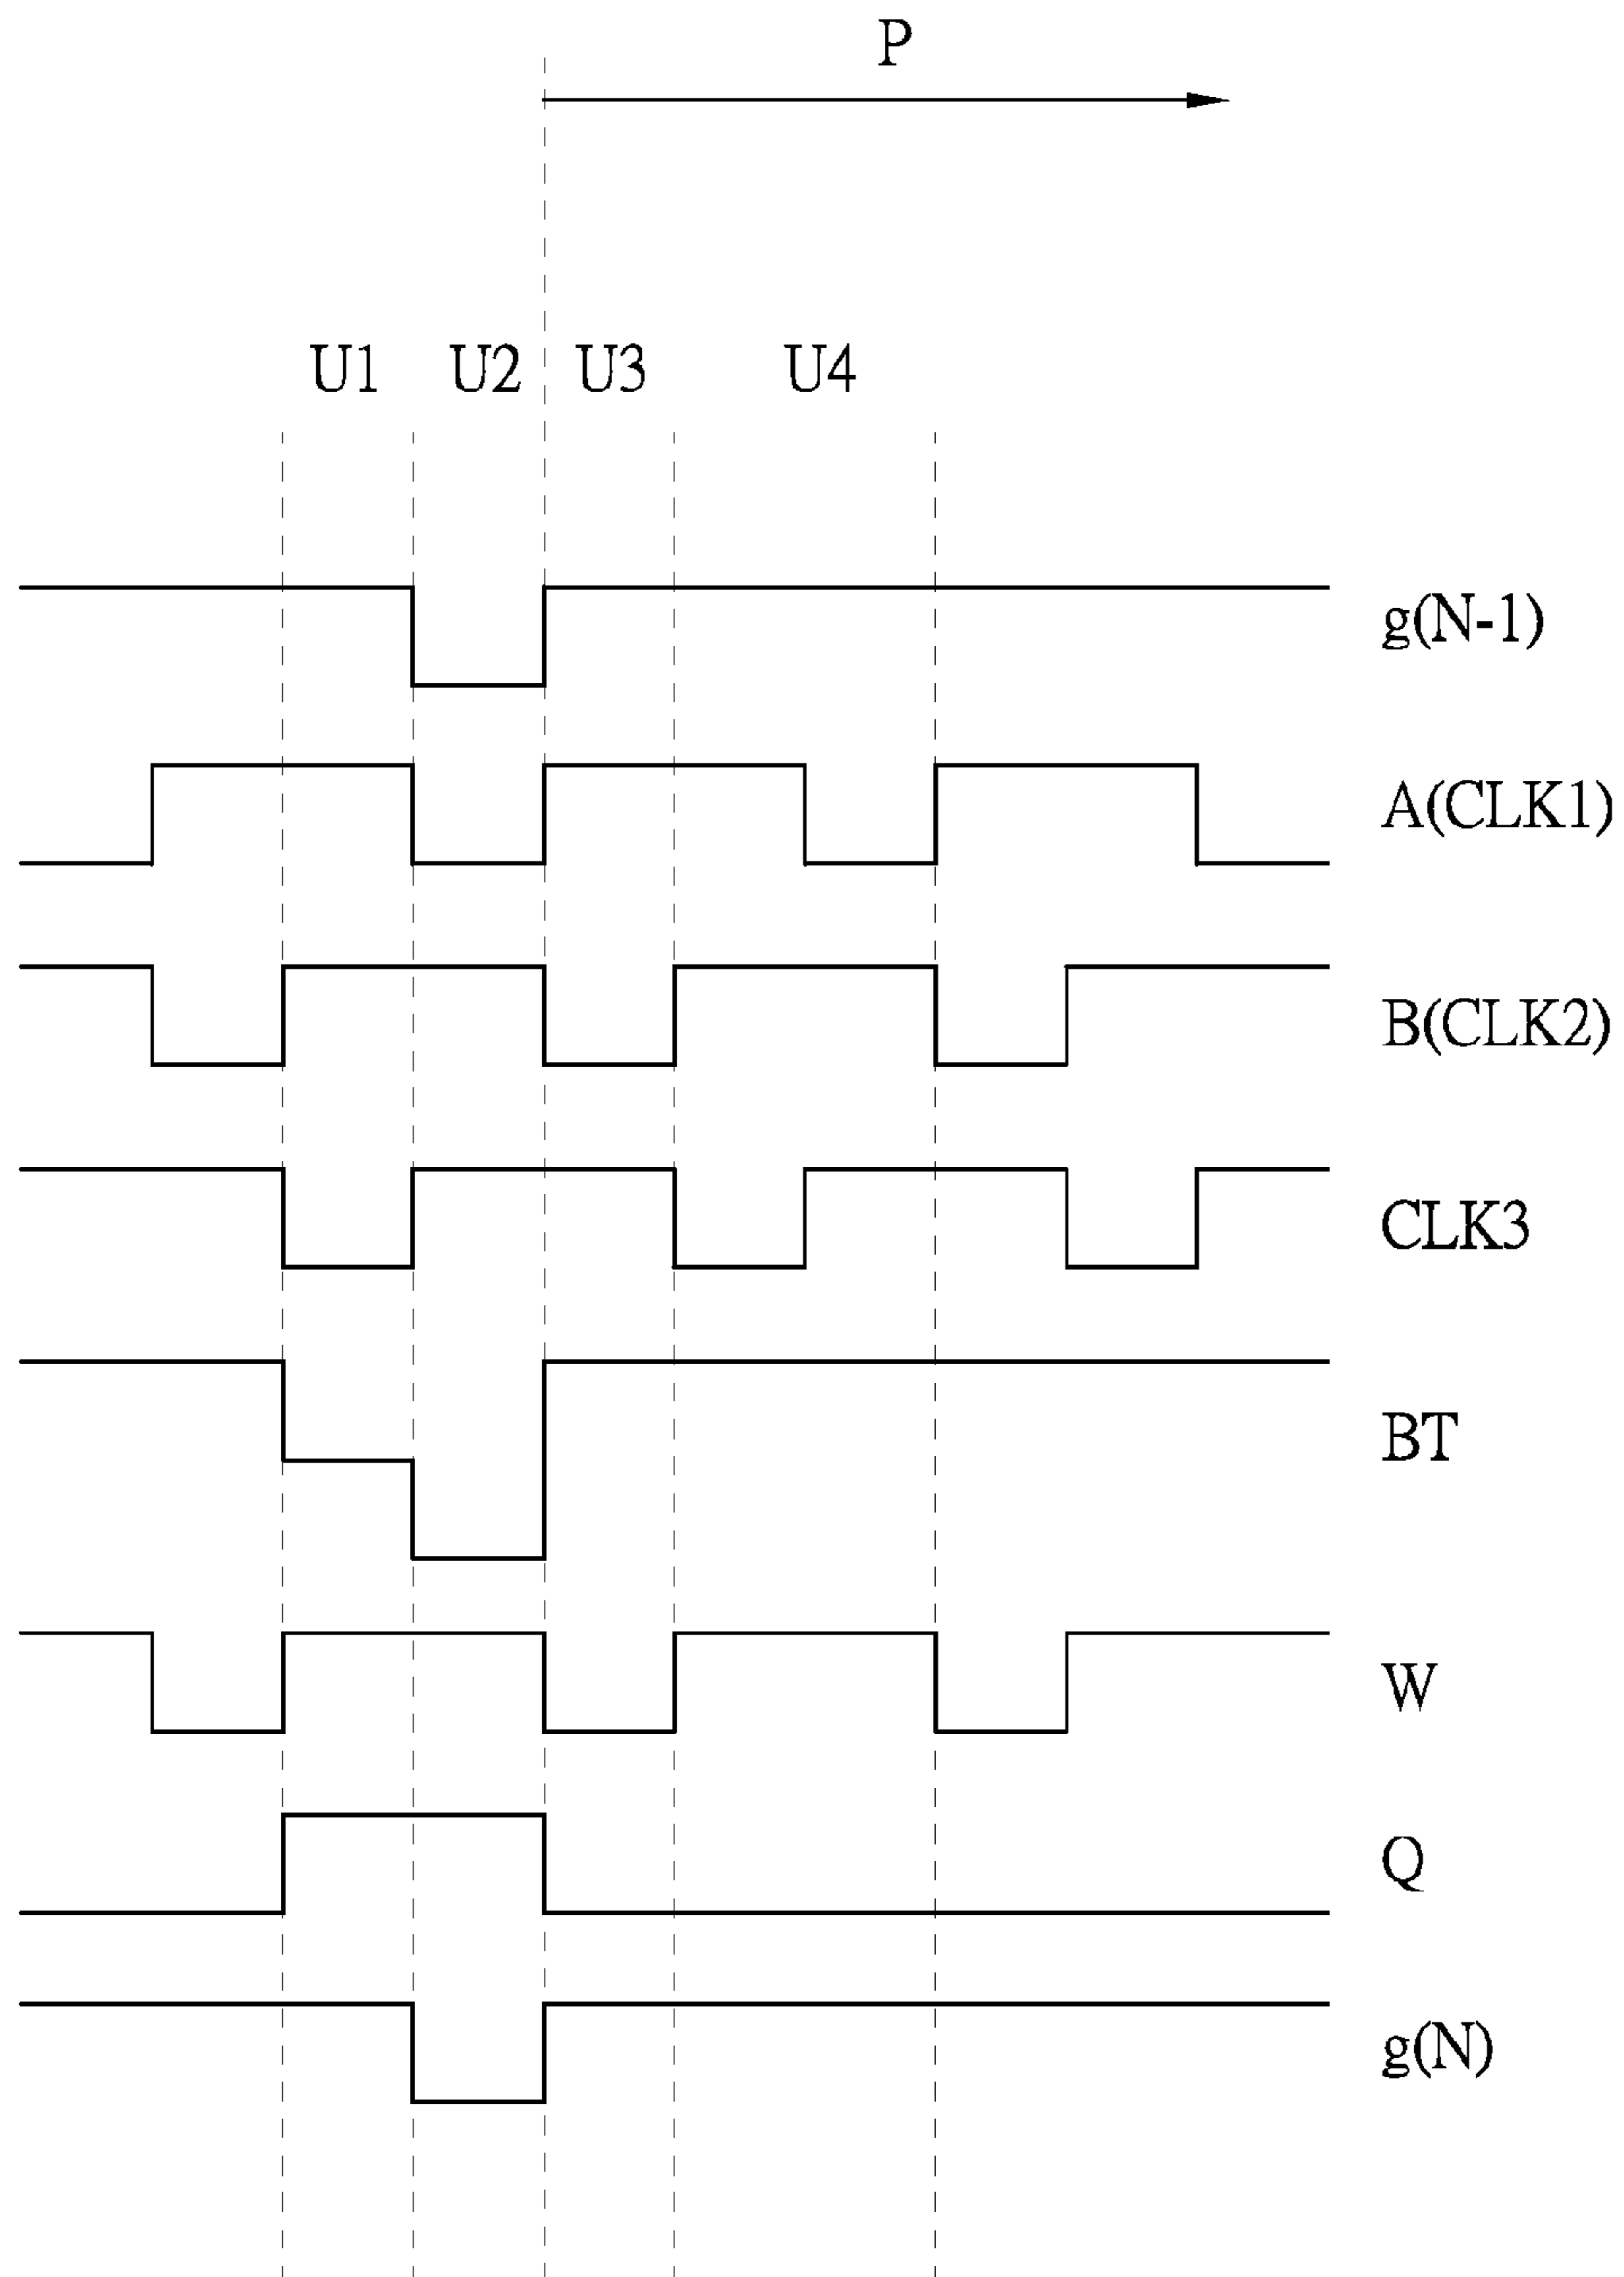 P
U1 U2 U3 U4
g(N-1)
A(CLK1)
B(CLK2)
CLK3
BT
W
Q
g(N)